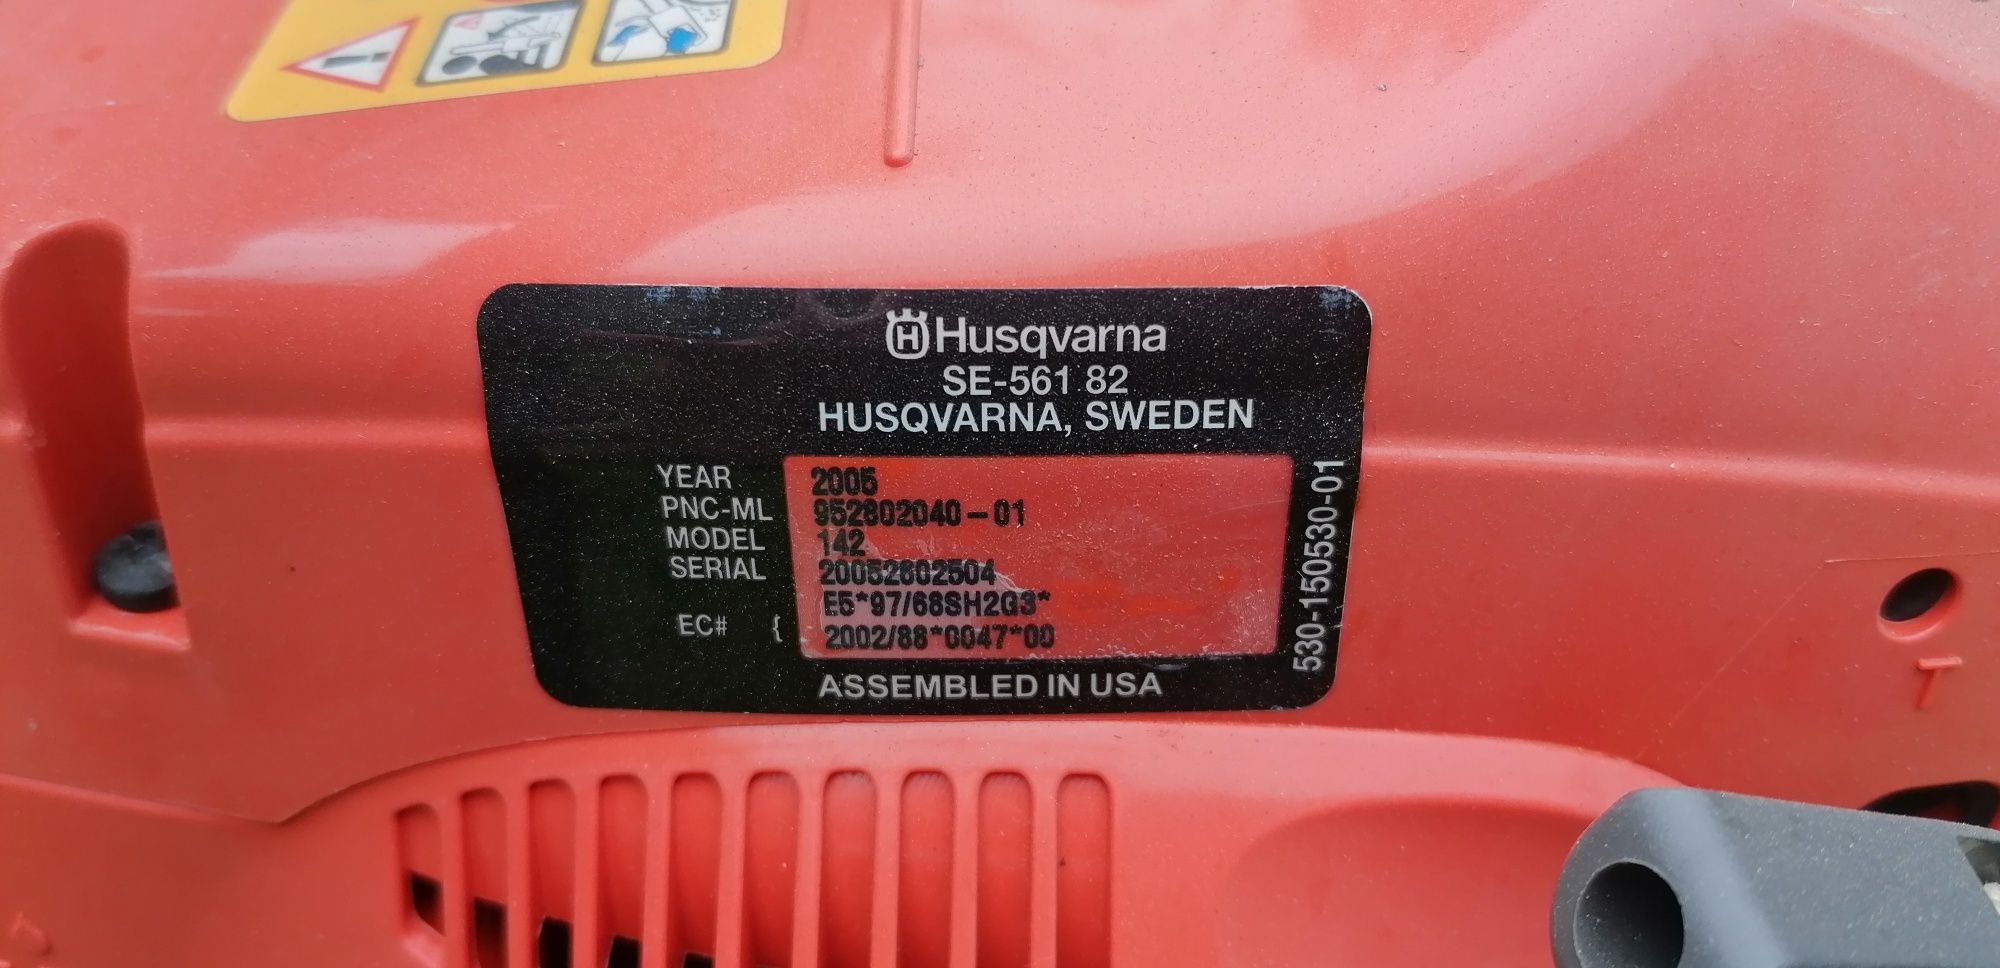 Husqvarna
SE-561 82
HUSQVARNA, SWEDEN
YEAR 2005
PNC-ML 952802040-01
MODEL 142
SERIAL 20052802504
EC# { E5*97/68SH2G3*
2002/88*0047*00
ASSEMBLED IN USA
530-150530-01
T